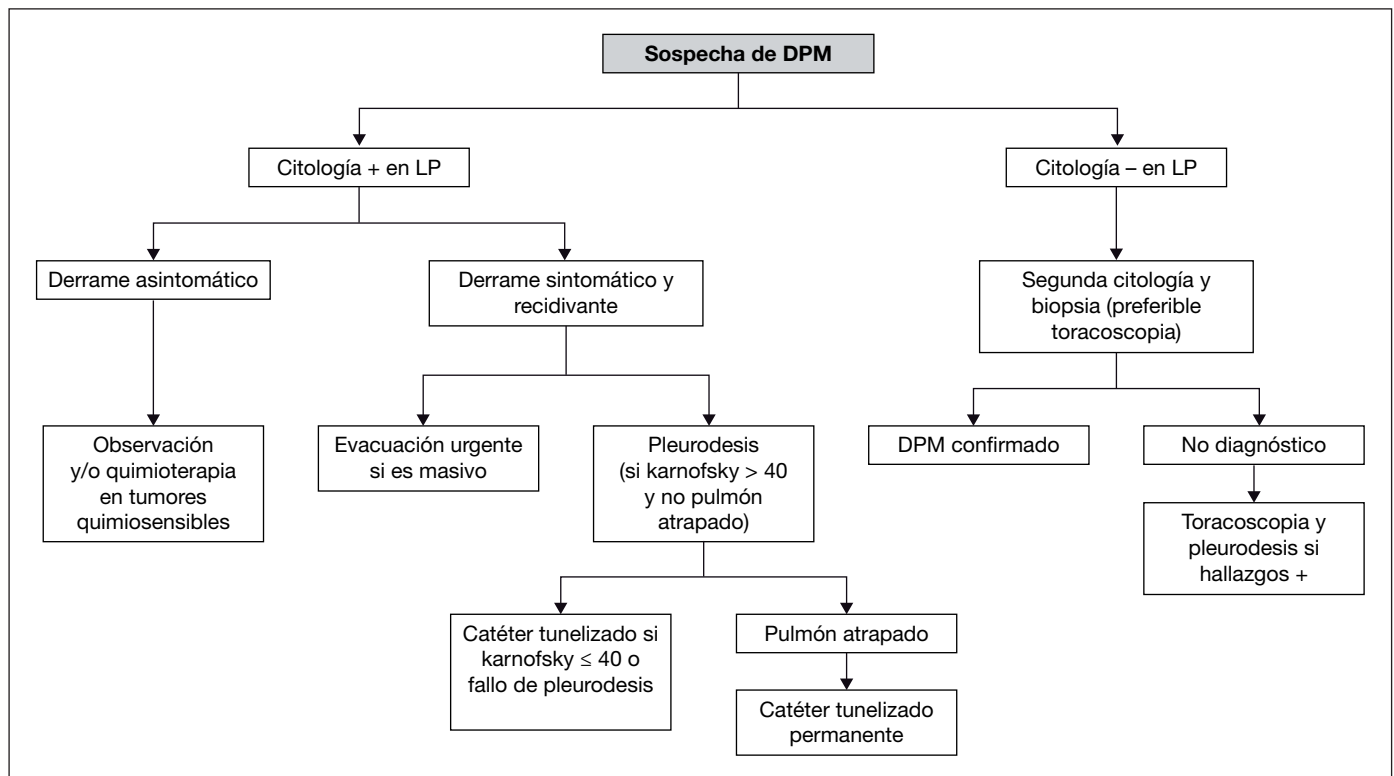 Sospecha de DPM
Citología + en LP
Citología – en LP
Derrame asintomático
Derrame sintomático y
recidivante
Segunda citología y
biopsia (preferible
toracoscopia)
Observación
y/o quimioterapia
en tumores
quimiosensibles
Evacuación urgente
si es masivo
Pleurodesis
(si karnofsky > 40
y no pulmón
atrapado)
DPM confirmado
No diagnóstico
Toracoscopia y
pleurodesis si
hallazgos +
Catéter tunelizado si
karnofsky ≤ 40 o
fallo de pleurodesis
Pulmón atrapado
Catéter tunelizado
permanente